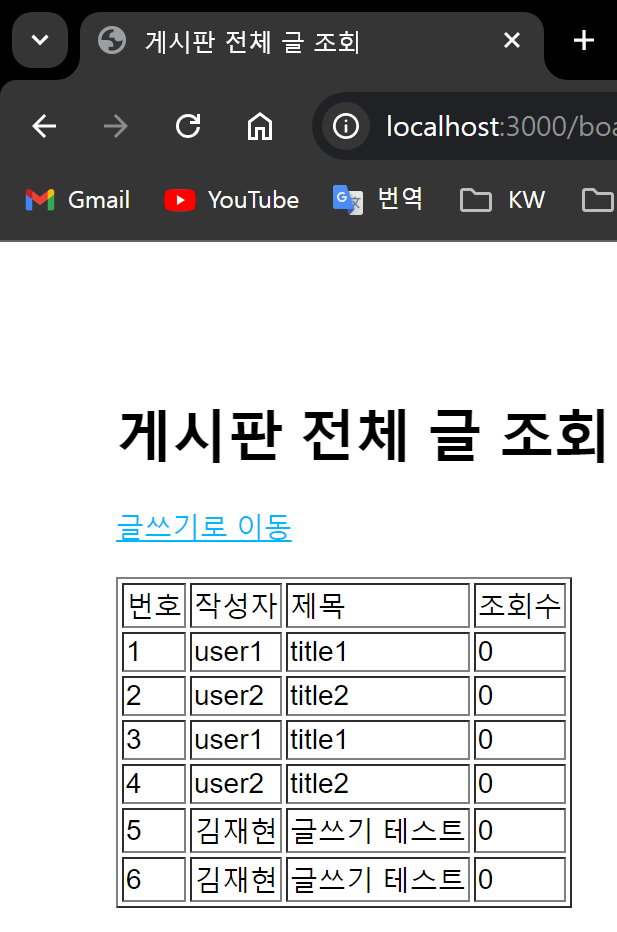 게시판 전체 글 조회
localhost:3000/boa
Gmail YouTube 번역 KW
게시판 전체 글 조회
글쓰기로 이동
번호 작성자 제목 조회수
1 user1 title1 0
2 user2 title2 0
3 user1 title1 0
4 user2 title2 0
5 김재현 글쓰기 테스트 0
6 김재현 글쓰기 테스트 0